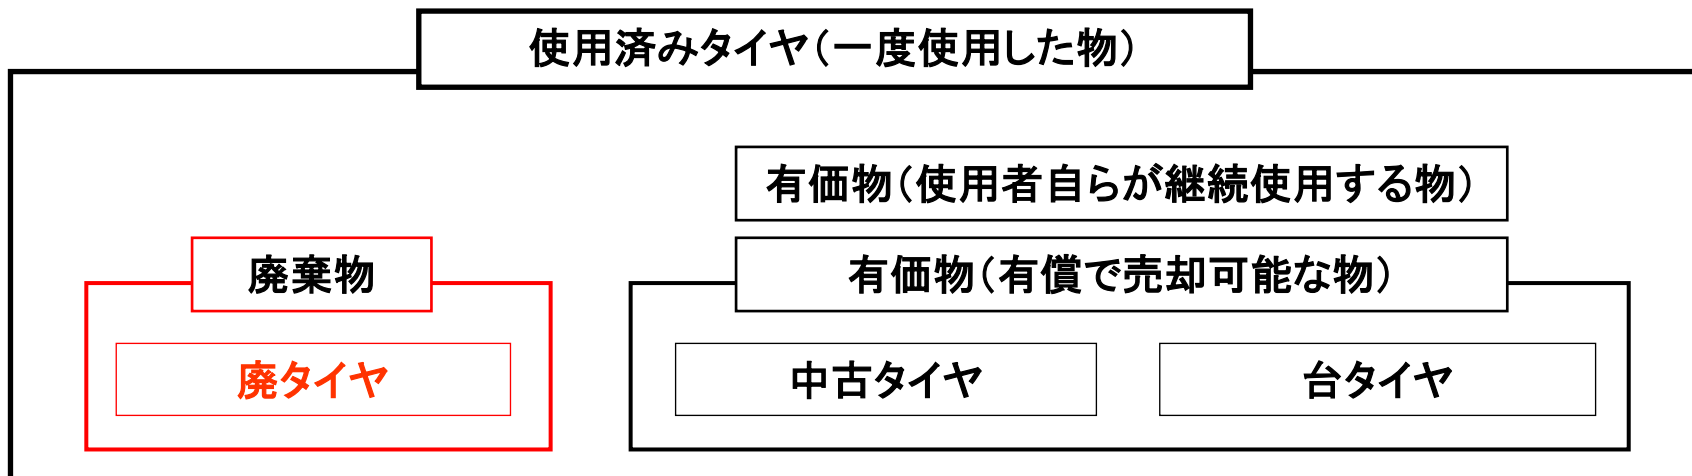 使用済みタイヤ（一度使用した物）
有価物（使用者自らが継続使用する物）
廃棄物
有価物（有償で売却可能な物）
廃タイヤ
中古タイヤ
台タイヤ